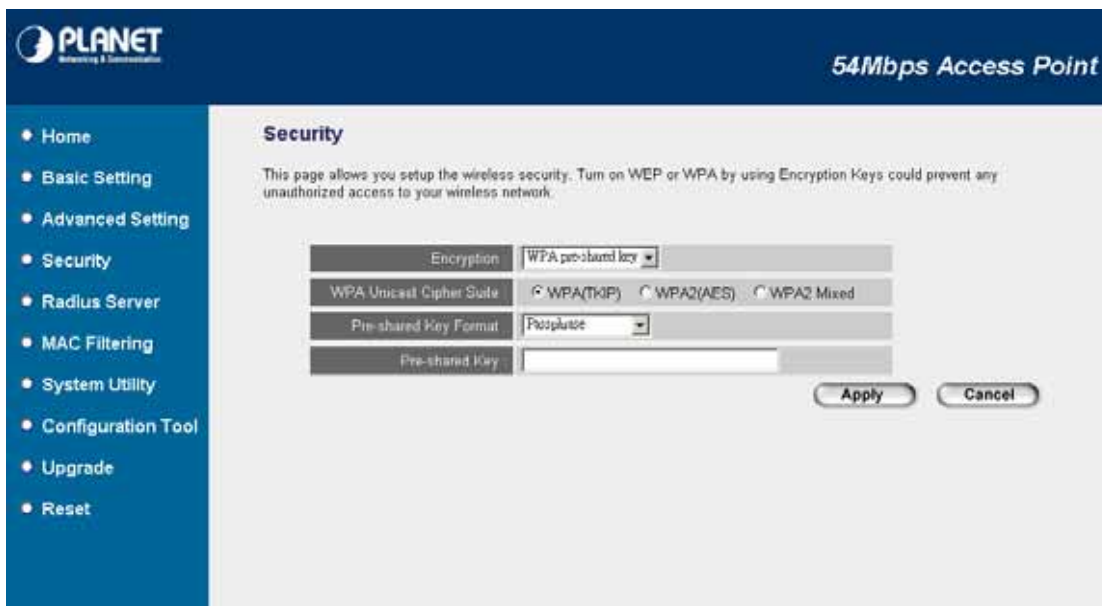 PLANET
Networking & Communication
54Mbps Access Point
Home
Basic Setting
Advanced Setting
Security
Radius Server
MAC Filtering
System Utility
Configuration Tool
Upgrade
Reset
Security
This page allows you setup the wireless security. Turn on WEP or WPA by using Encryption Keys could prevent any
unauthorized access to your wireless network.
Encryption WPA pre-shared key
WPA Unicast Cipher Suite WPA(TKIP) WPA2(AES) WPA2 Mixed
Pre-shared Key Format Passphrase
Pre-shared Key
Apply Cancel